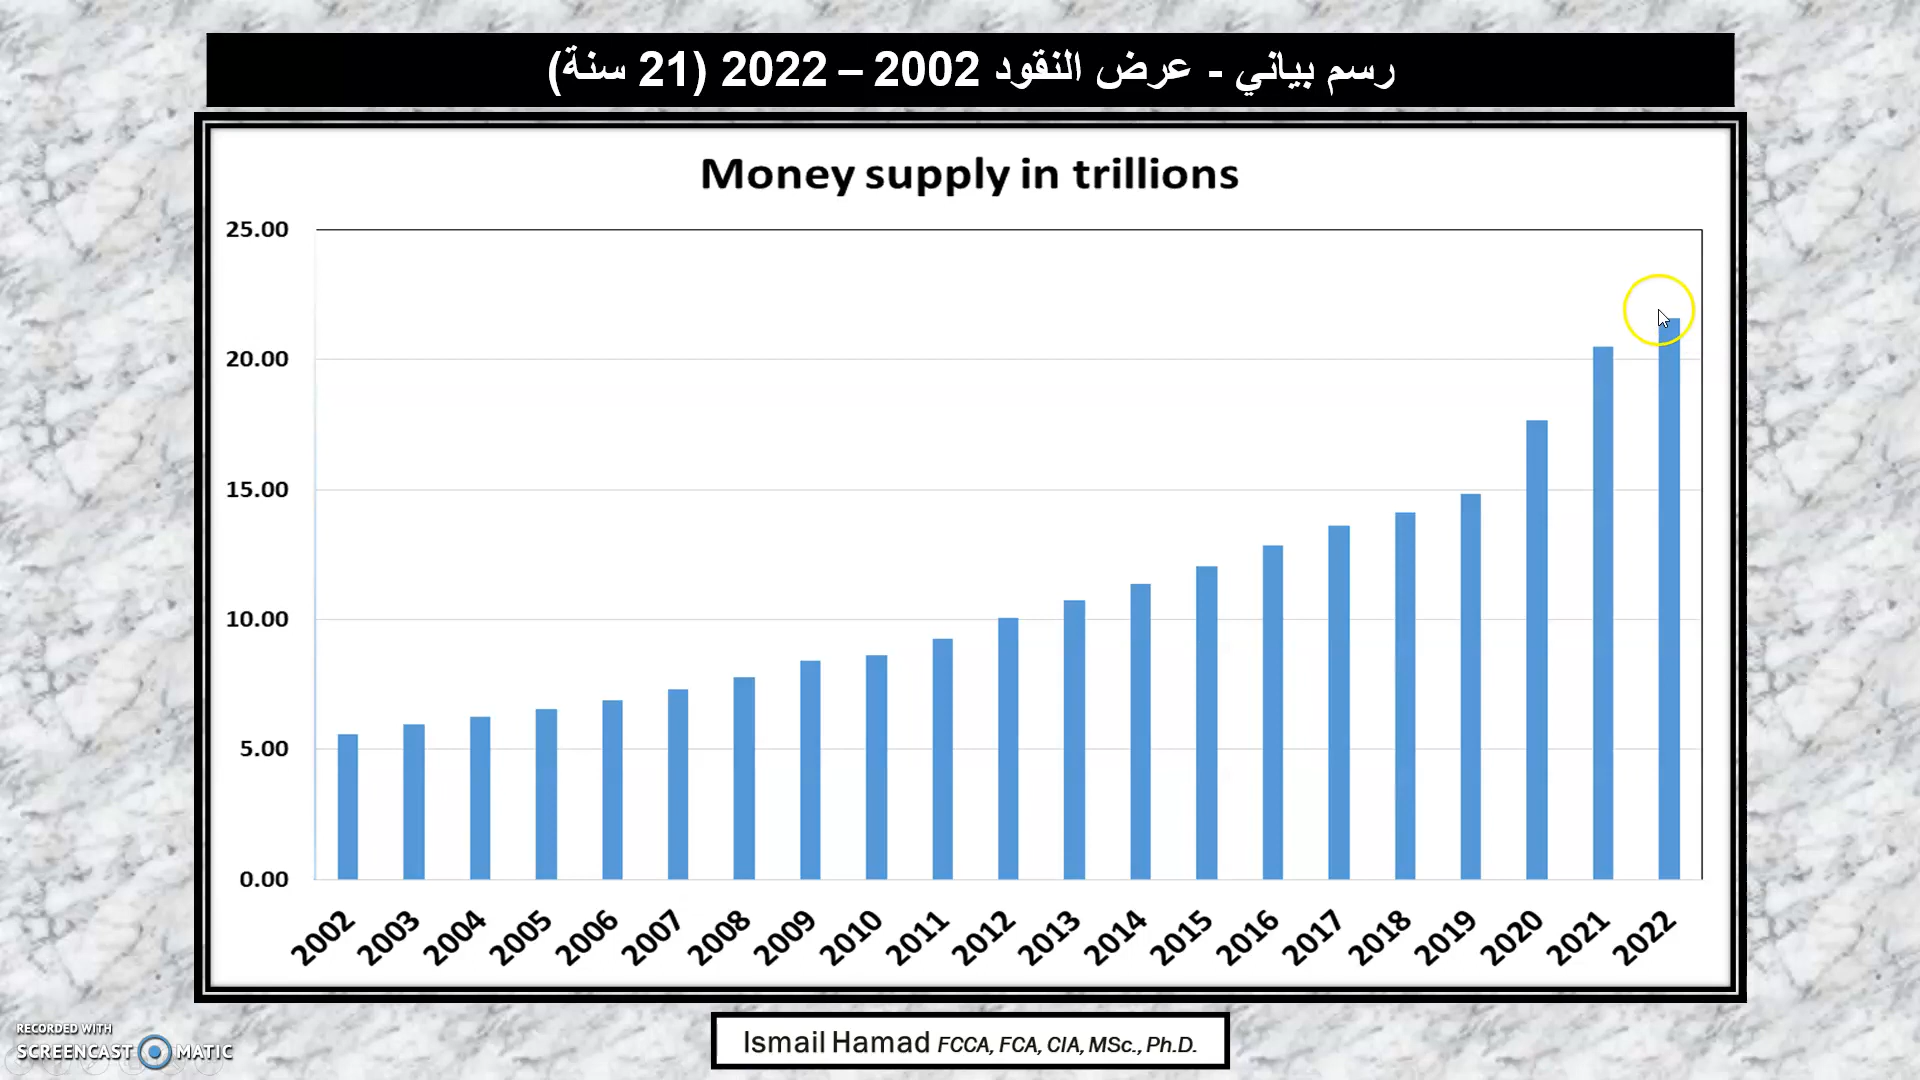 رسم بياني - عرض النقود 2002 – 2022 (21 سنة)
Money supply in trillions
25.00
20.00
15.00
10.00
5.00
0.00
2002 2003 2004 2005 2006 2007 2008 2009 2010 2011 2012 2013 2014 2015 2016 2017 2018 2019 2020 2021 2022
Ismail Hamad FCCA, FCA, CIA, MSc., Ph.D.
RECORDED WITH
SCREENCAST MATIC